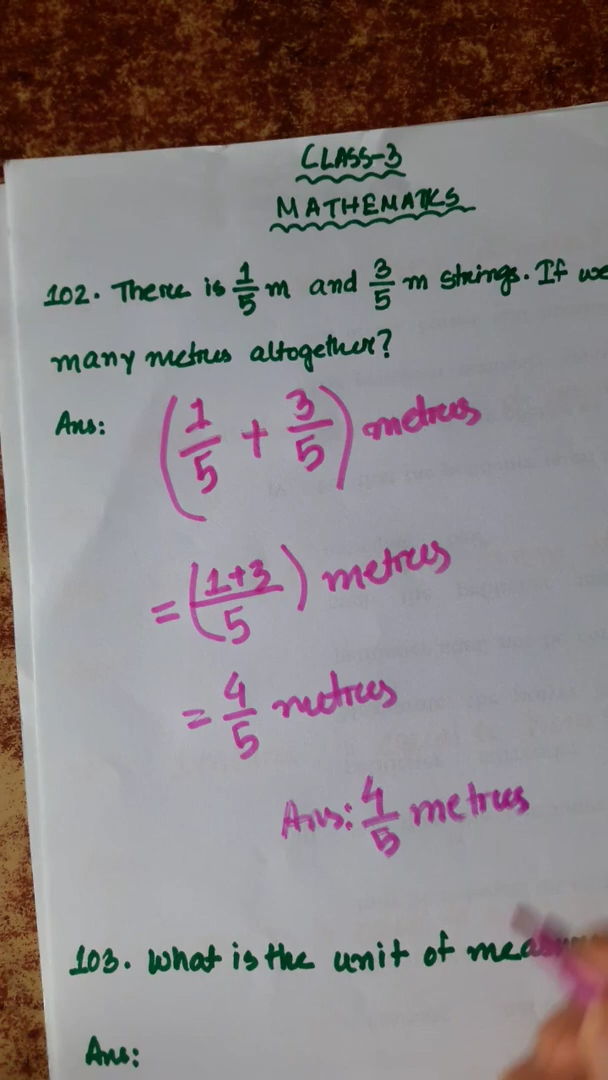 CLASS-3
MATHEMATICS
102. There is 1/5 m and 3/5 m strings. If we
many metres altogether?
Ans: (1/5 + 3/5) metres
= (1+3/5) metres
= 4/5 metres
Ans: 4/5 metres
103. What is the unit of
Ans: